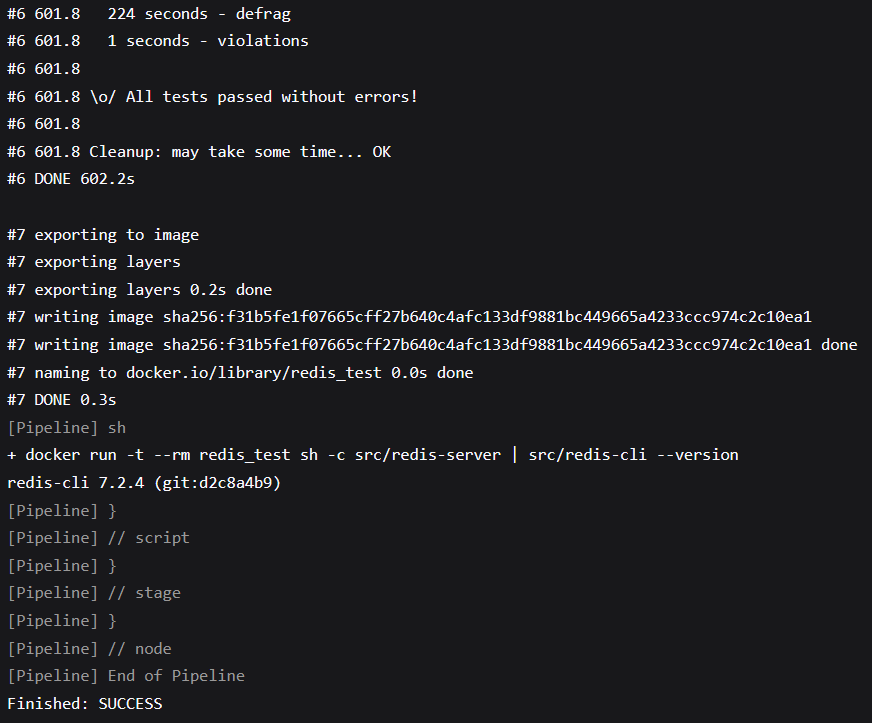 #6 601.8   224 seconds - defrag
#6 601.8   1 seconds - violations
#6 601.8
#6 601.8 \o/ All tests passed without errors!
#6 601.8
#6 601.8 Cleanup: may take some time... OK
#6 DONE 602.2s

#7 exporting to image
#7 exporting layers
#7 exporting layers 0.2s done
#7 writing image sha256:f31b5fe1f07665cff27b640c4afc133df9881bc449665a4233ccc974c2c10ea1
#7 writing image sha256:f31b5fe1f07665cff27b640c4afc133df9881bc449665a4233ccc974c2c10ea1 done
#7 naming to docker.io/library/redis_test 0.0s done
#7 DONE 0.3s
[Pipeline] sh
+ docker run -t --rm redis_test sh -c src/redis-server | src/redis-cli --version
redis-cli 7.2.4 (git:d2c8a4b9)
[Pipeline] }
[Pipeline] // script
[Pipeline] }
[Pipeline] // stage
[Pipeline] }
[Pipeline] // node
[Pipeline] End of Pipeline
Finished: SUCCESS